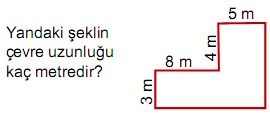 Yandaki şeklin
çevre uzunluğu
kaç metredir?
5 m
4 m
8 m
3 m